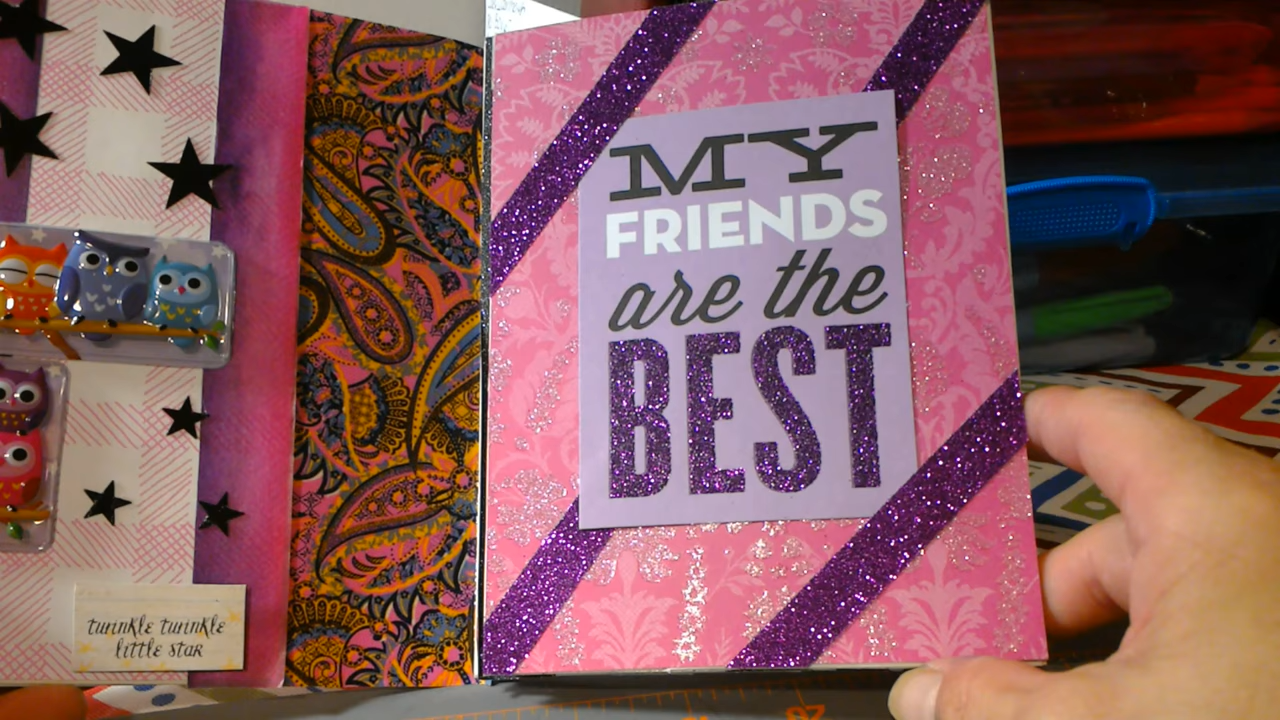 twinkle twinkle
little star
MY
FRIENDS
are the
BEST